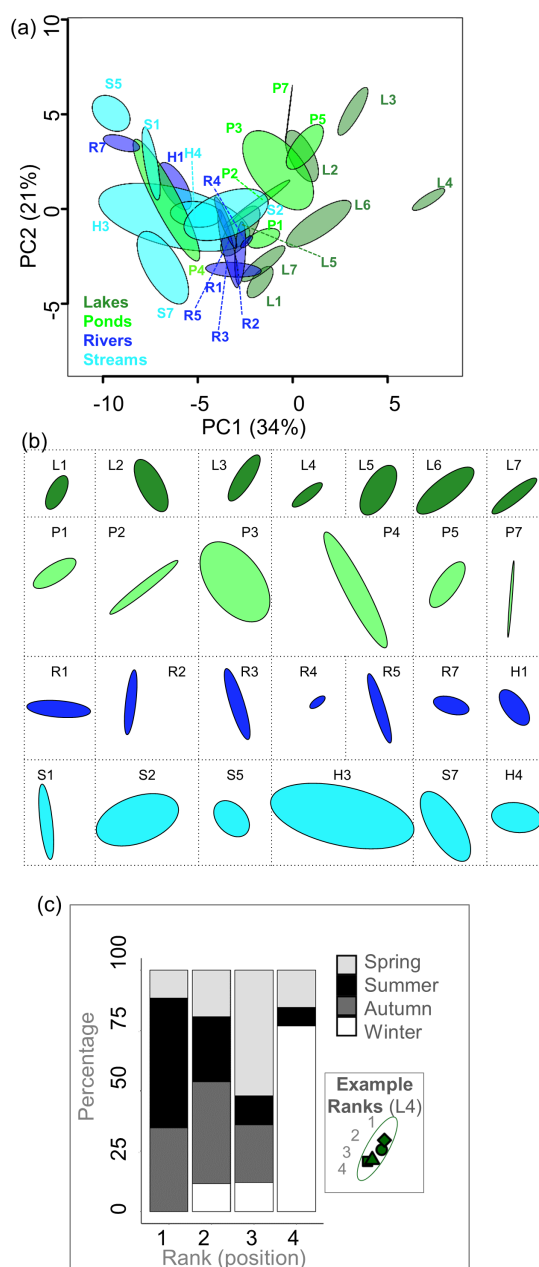 (a)
10
5
0
-5
PC2 (21%)
S5
S1
R7
H1
H4
R4
P3
P7
P5
L3
L2
L4
P2
S2
L6
H3
P1
L5
P4
R1
L7
L1
S7
R5
R3
R2
Lakes
Ponds
Rivers
Streams
-10 -5 0 5
PC1 (34%)
(b)
L1 L2 L3 L4 L5 L6 L7
P1 P2 P3 P4 P5 P7
R1 R2 R3 R4 R5 R7 H1
S1 S2 S5 H3 S7 H4
(c)
Percentage
100
75
50
25
0
Spring
Summer
Autumn
Winter
Example
Ranks (L4)
1
2
3
4
1 2 3 4
Rank (position)